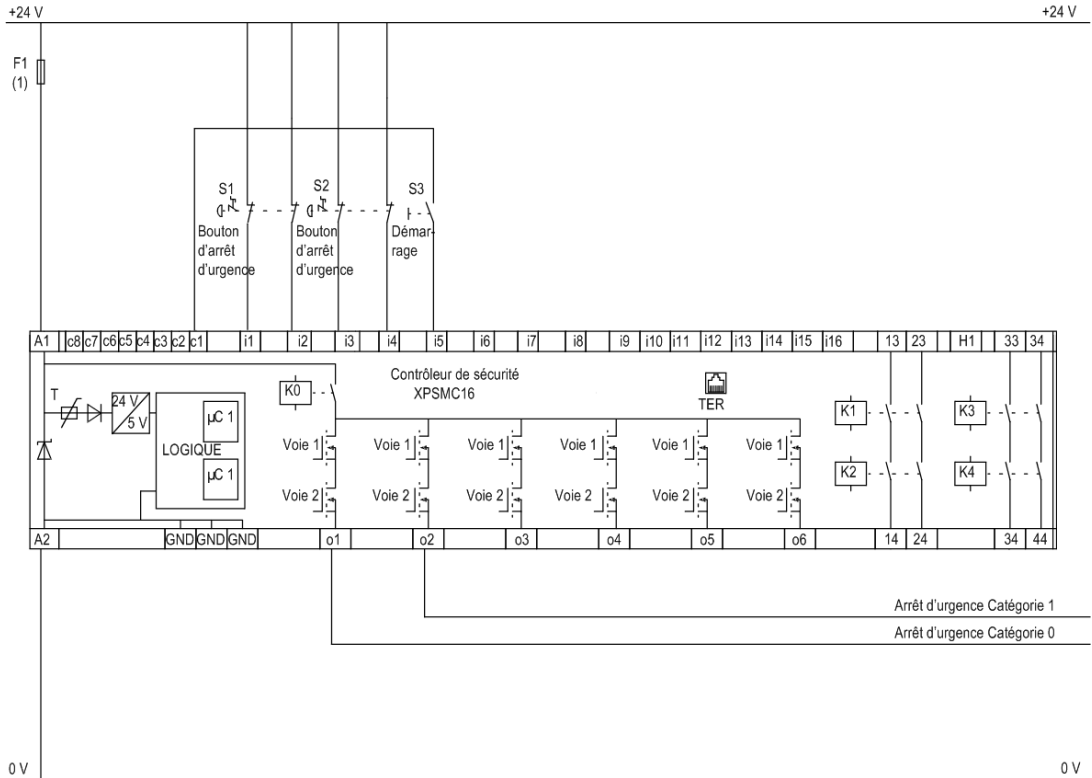 +24 V
+24 V
F1
(1)
S1
S2
S3
Bouton
d'arrêt
d'urgence
Bouton
d'arrêt
d'urgence
Démar-
rage
A1 c8 c7 c6 c5 c4 c3 c2 c1 i1 i2 i3 i4 i5 i6 i7 i8 i9 i10 i11 i12 i13 i14 i15 i16 13 23 H1 33 34
Contrôleur de sécurité
XPSMC16
TER
K0
T
24 V
5 V
LOGIQUE
µC 1
µC 1
K1
K3
K2
K4
Voie 1 Voie 1 Voie 1 Voie 1 Voie 1 Voie 1
Voie 2 Voie 2 Voie 2 Voie 2 Voie 2 Voie 2
A2 GND GND GND o1 o2 o3 o4 o5 o6 14 24 34 44
Arrêt d'urgence Catégorie 1
Arrêt d'urgence Catégorie 0
0 V
0 V